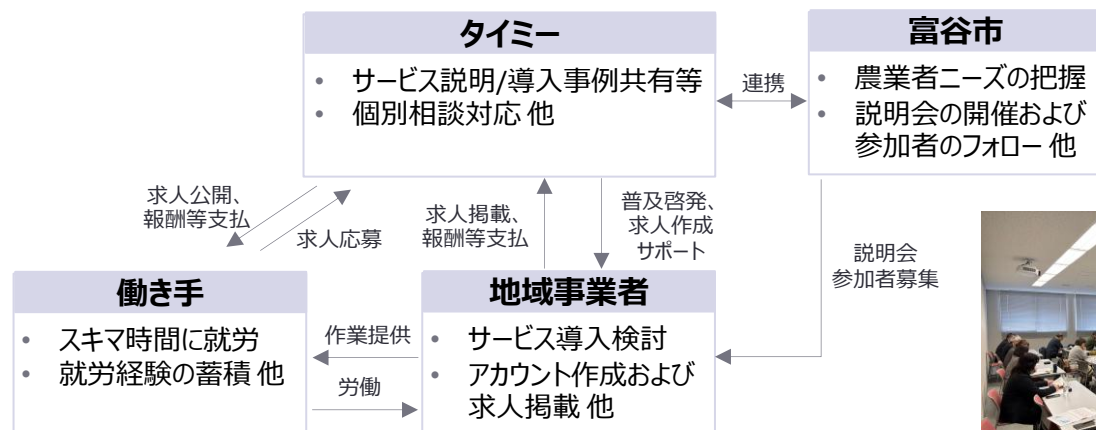 タイミー
• サービス説明/導入事例共有等
• 個別相談対応 他
連携
富谷市
• 農業者ニーズの把握
• 説明会の開催および
参加者のフォロー 他
求人公開、
報酬等支払
求人応募
求人掲載、
報酬等支払
普及啓発、
求人作成
サポート
説明会
参加者募集
働き手
• スキマ時間に就労
• 就労経験の蓄積 他
作業提供
労働
地域事業者
• サービス導入検討
• アカウント作成および
求人掲載 他